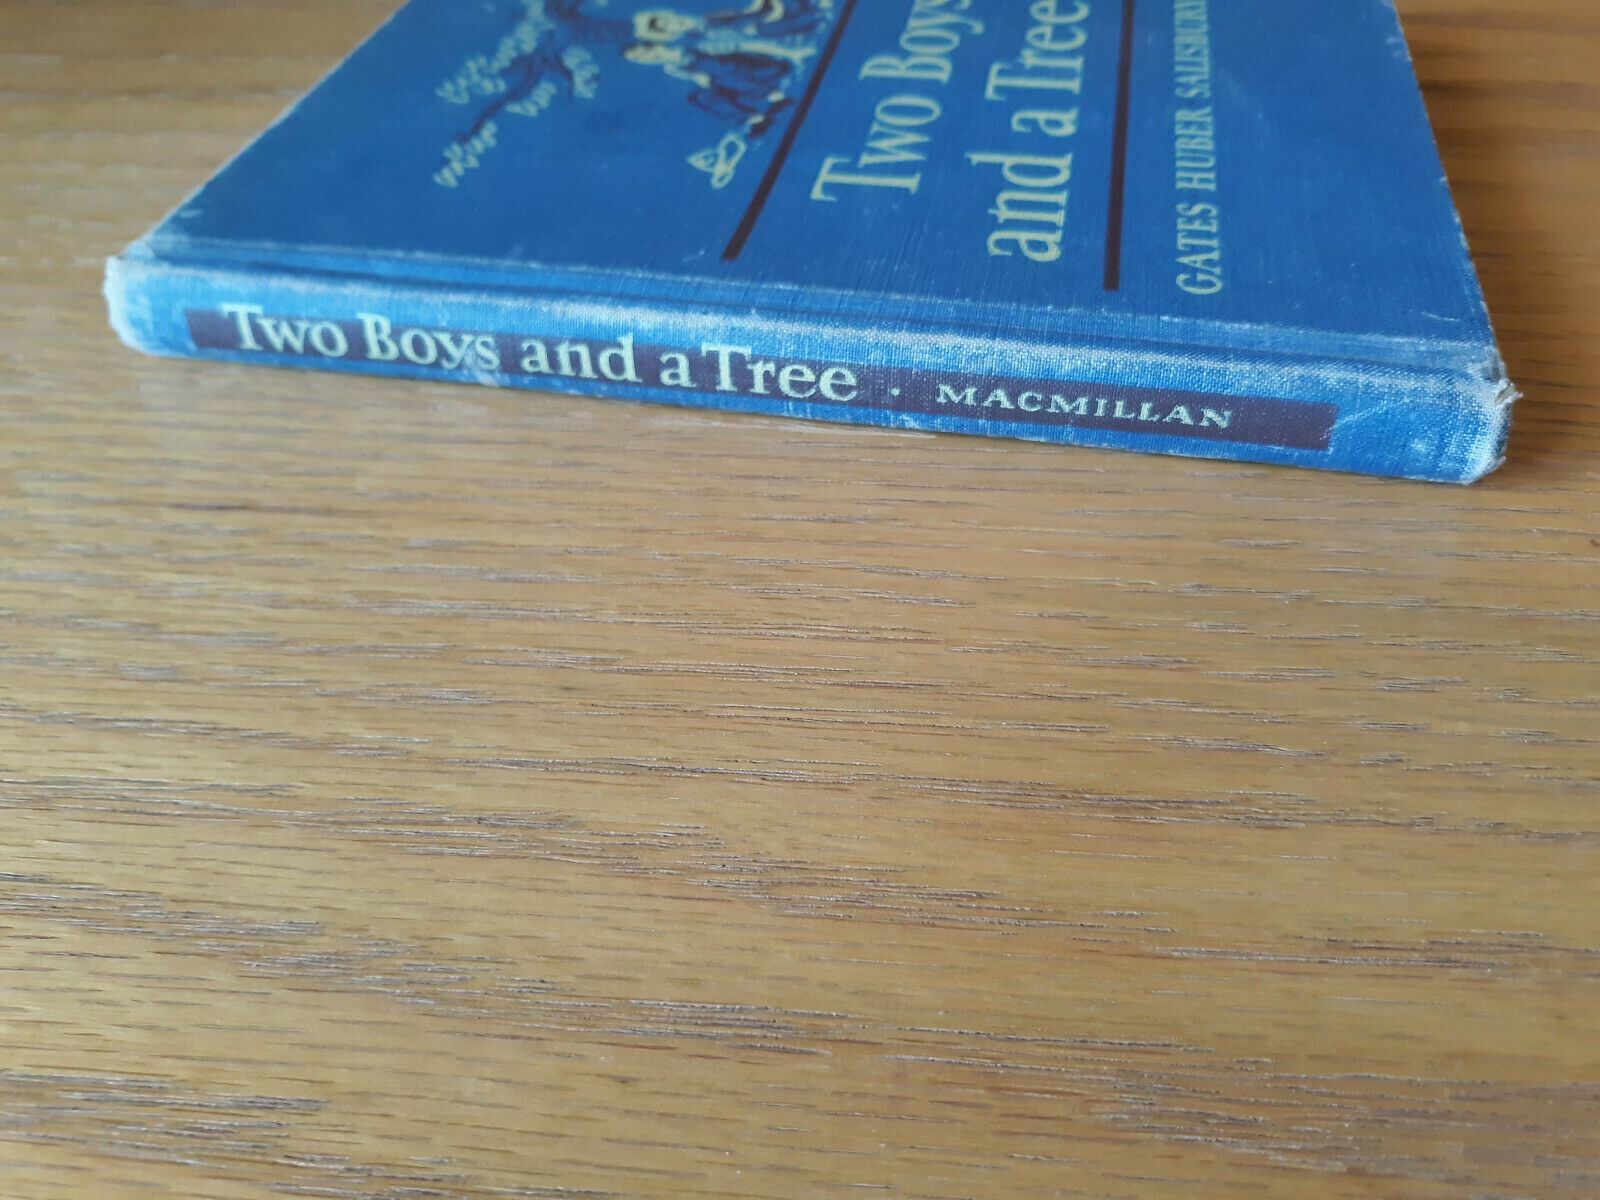 Two Boys
and a Tree
GATES HUBER SALISBURY
Two Boys and a Tree · MACMILLAN